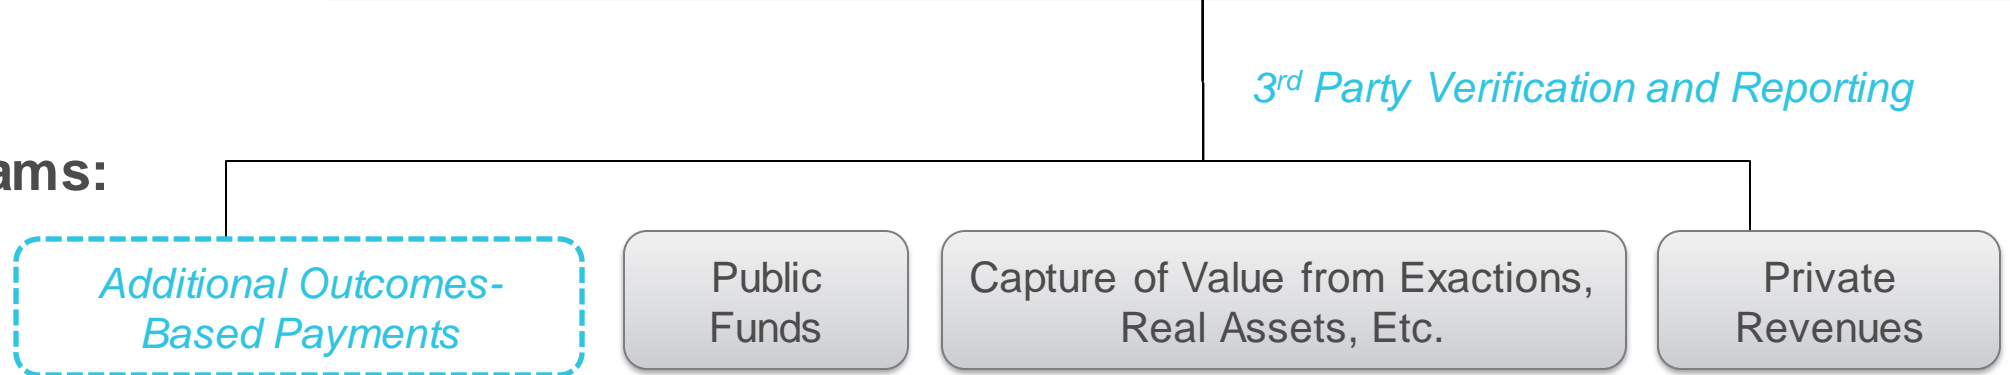 3rd Party Verification and Reporting
ams:
Additional Outcomes-
Based Payments
Public
Funds
Capture of Value from Exactions,
Real Assets, Etc.
Private
Revenues